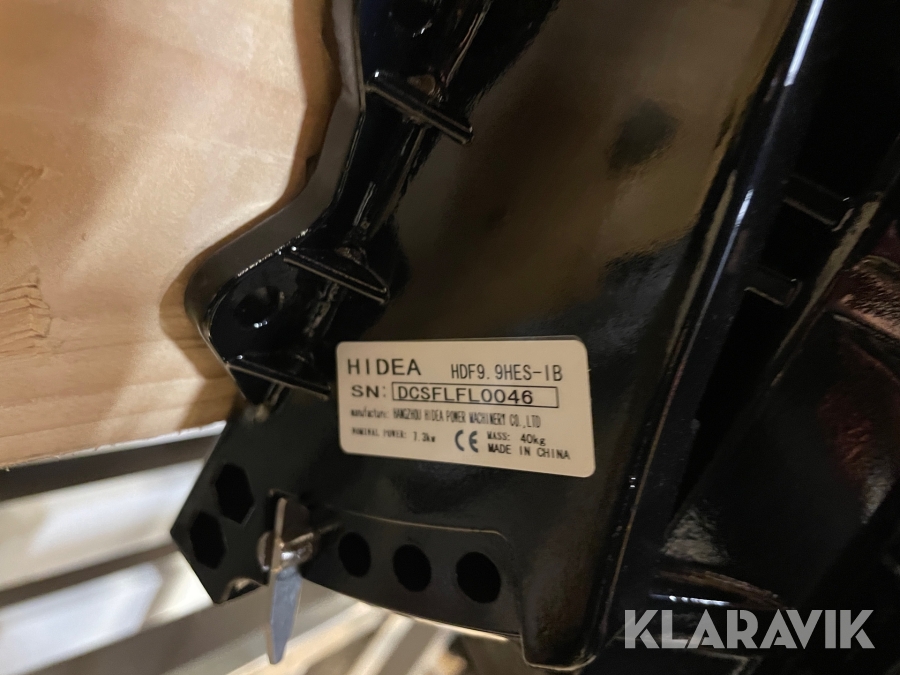 HIDEA HDF9.9HES-IB
SN: DCSFLFL0046
manufacture: HANGZHOU HIDEA POWER MACHINERY CO.,LTD
NOMINAL POWER: 7.3kw CE MASS: 40kg
MADE IN CHINA
KLARAVIK